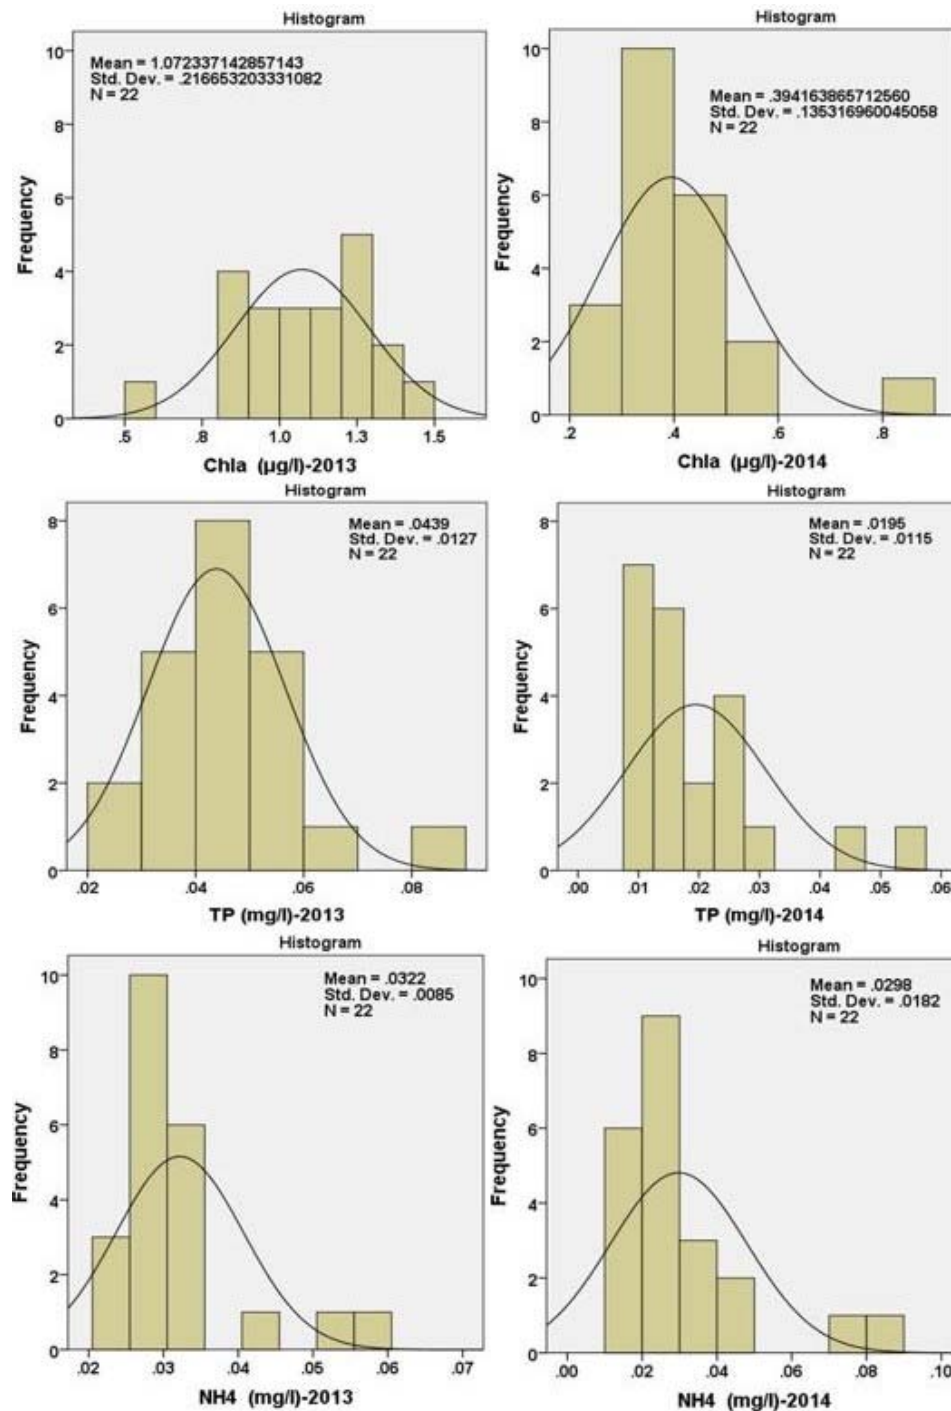 Histogram
Mean = 1.072337142857143
Std. Dev. = .216653203331082
N = 22
Frequency
10
8
6
4
2
0
.5 .8 1.0 1.3 1.5
Chla (µg/l)-2013
Histogram
Mean = .394163865712560
Std. Dev. = .135316960045058
N = 22
Frequency
10
8
6
4
2
0
.2 .4 .6 .8
Chla (µg/l)-2014
Histogram
Mean = .0439
Std. Dev. = .0127
N = 22
Frequency
8
6
4
2
0
.02 .04 .06 .08
TP (mg/l)-2013
Histogram
Mean = .0195
Std. Dev. = .0115
N = 22
Frequency
8
6
4
2
0
.00 .01 .02 .03 .04 .05 .06
TP (mg/l)-2014
Histogram
Mean = .0322
Std. Dev. = .0085
N = 22
Frequency
10
8
6
4
2
0
.02 .03 .04 .05 .06 .07
NH4 (mg/l)-2013
Histogram
Mean = .0298
Std. Dev. = .0182
N = 22
Frequency
10
8
6
4
2
0
.00 .02 .04 .06 .08 .10
NH4 (mg/l)-2014